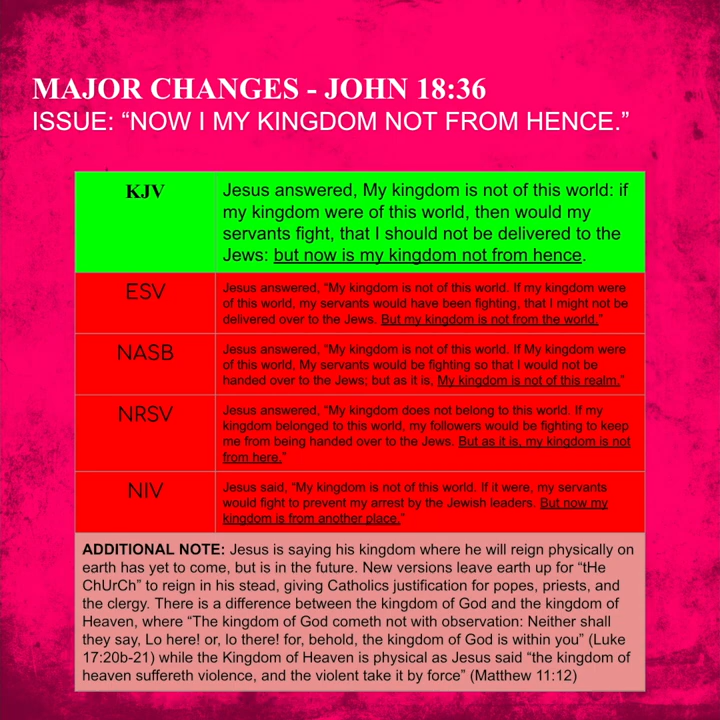 MAJOR CHANGES - JOHN 18:36
ISSUE: “NOW I MY KINGDOM NOT FROM HENCE.”
KJV
Jesus answered, My kingdom is not of this world: if
my kingdom were of this world, then would my
servants fight, that I should not be delivered to the
Jews: but now is my kingdom not from hence.
ESV
Jesus answered, “My kingdom is not of this world. If my kingdom were
of this world, my servants would have been fighting, that I might not be
delivered over to the Jews. But my kingdom is not from the world.”
NASB
Jesus answered, “My kingdom is not of this world. If My kingdom were
of this world, My servants would be fighting so that I would not be
handed over to the Jews; but as it is, My kingdom is not of this realm.”
NRSV
Jesus answered, “My kingdom does not belong to this world. If my
kingdom belonged to this world, my followers would be fighting to keep
me from being handed over to the Jews. But as it is, my kingdom is not
from here.”
NIV
Jesus said, “My kingdom is not of this world. If it were, my servants
would fight to prevent my arrest by the Jewish leaders. But now my
kingdom is from another place.”
ADDITIONAL NOTE: Jesus is saying his kingdom where he will reign physically on
earth has yet to come, but is in the future. New versions leave earth up for “tHe
ChUrCh” to reign in his stead, giving Catholics justification for popes, priests, and
the clergy. There is a difference between the kingdom of God and the kingdom of
Heaven, where “The kingdom of God cometh not with observation: Neither shall
they say, Lo here! or, lo there! for, behold, the kingdom of God is within you” (Luke
17:20b-21) while the Kingdom of Heaven is physical as Jesus said “the kingdom of
heaven suffereth violence, and the violent take it by force” (Matthew 11:12)